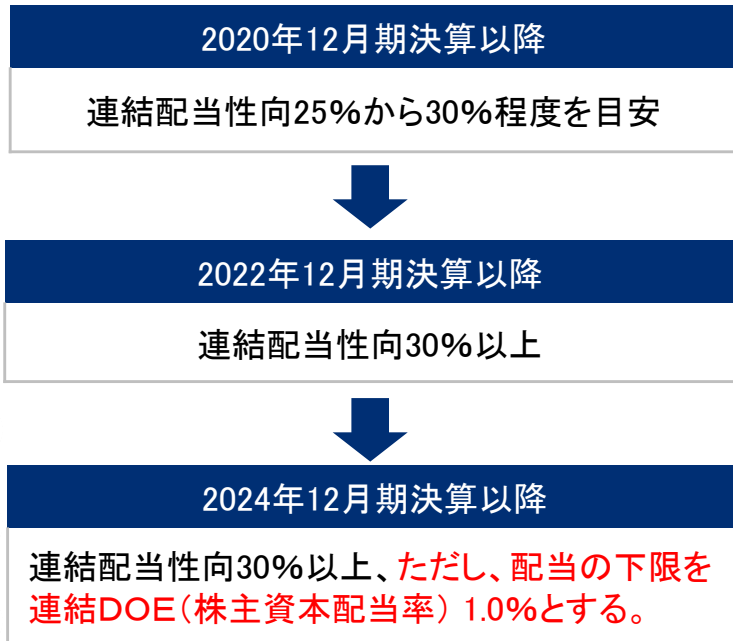 2020年12月期決算以降
連結配当性向25%から30%程度を目安
2022年12月期決算以降
連結配当性向30%以上
2024年12月期決算以降
連結配当性向30%以上、ただし、配当の下限を
連結DOE(株主資本配当率) 1.0%とする。